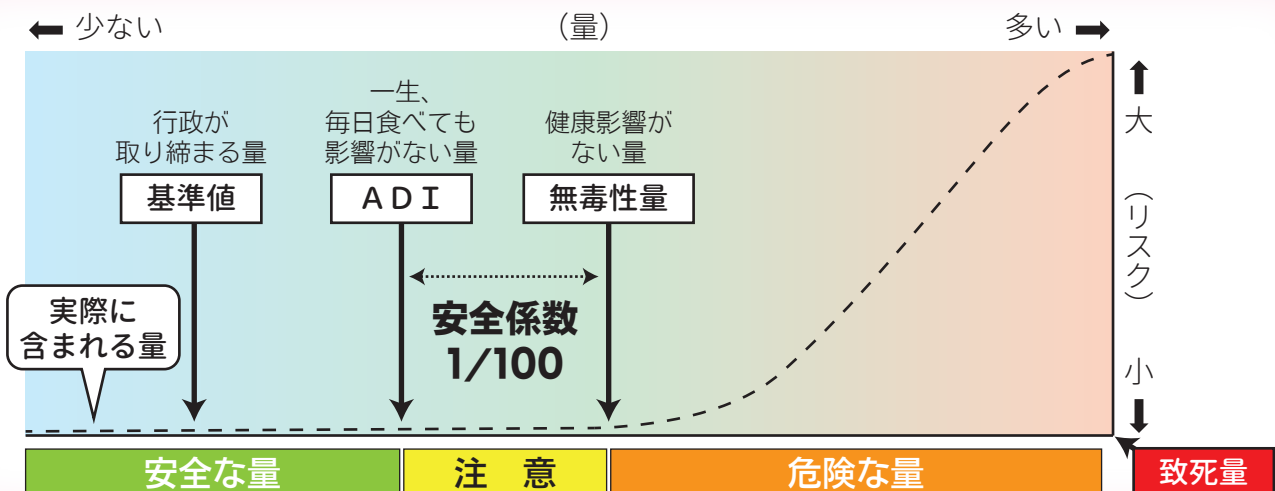 ← 少ない
（量）
多い →
行政が
取り締まる量
基準値
一生、
毎日食べても
影響がない量
ＡＤＩ
健康影響が
ない量
無毒性量
↑
大
（リスク）
小
↓
実際に
含まれる量
安全係数
1/100
安全な量
注　意
危険な量
致死量